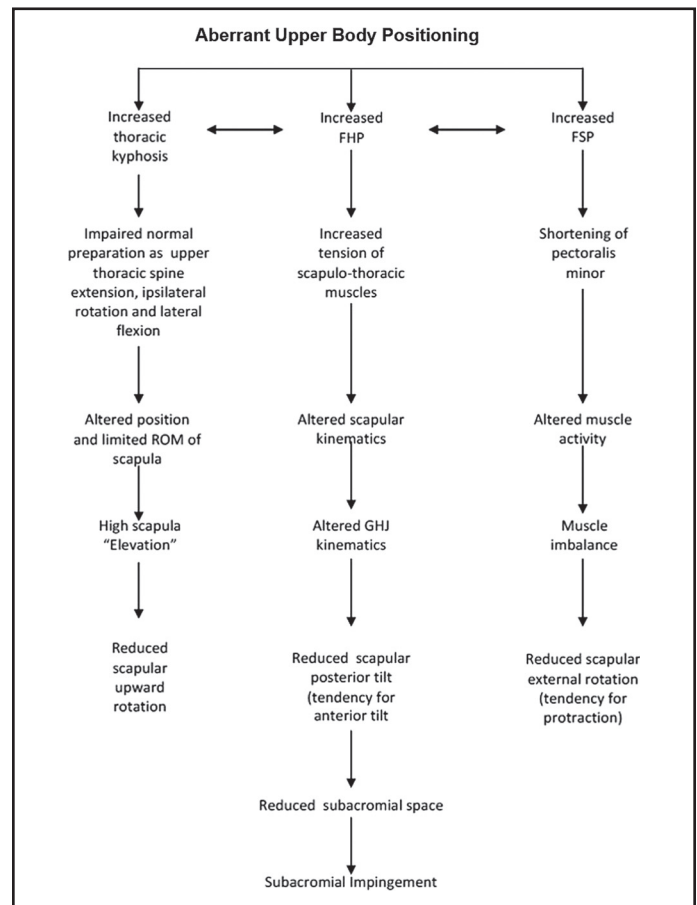 Aberrant Upper Body Positioning
Increased
thoracic
kyphosis
Increased
FHP
Increased
FSP
Impaired normal
preparation as upper
thoracic spine
extension, ipsilateral
rotation and lateral
flexion
Increased
tension of
scapulo-thoracic
muscles
Shortening of
pectoralis
minor
Altered position
and limited ROM of
scapula
Altered scapular
kinematics
Altered muscle
activity
High scapula
“Elevation”
Altered GHJ
kinematics
Muscle
imbalance
Reduced
scapular
upward
rotation
Reduced scapular
posterior tilt
(tendency for
anterior tilt
Reduced scapular
external rotation
(tendency for
protraction)
Reduced subacromial space
Subacromial Impingement